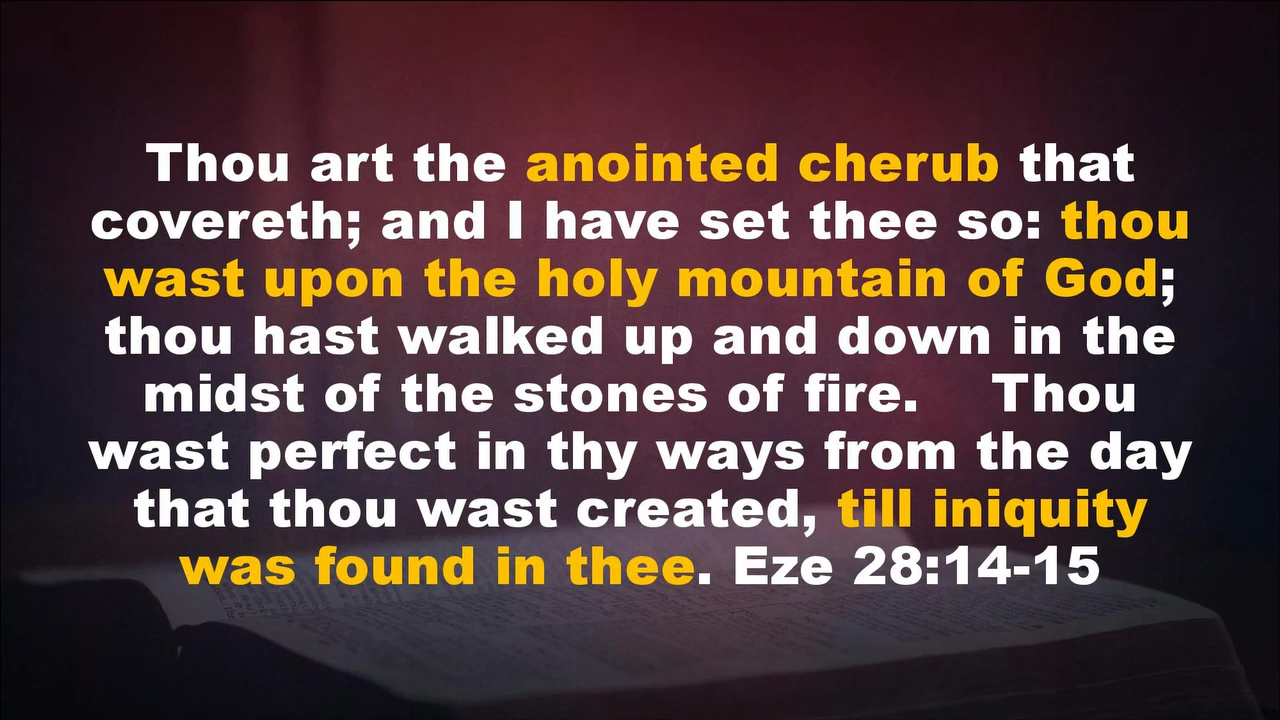 Thou art the anointed cherub that
covereth; and I have set thee so: thou
wast upon the holy mountain of God;
thou hast walked up and down in the
midst of the stones of fire.    Thou
wast perfect in thy ways from the day
that thou wast created, till iniquity
was found in thee. Eze 28:14-15